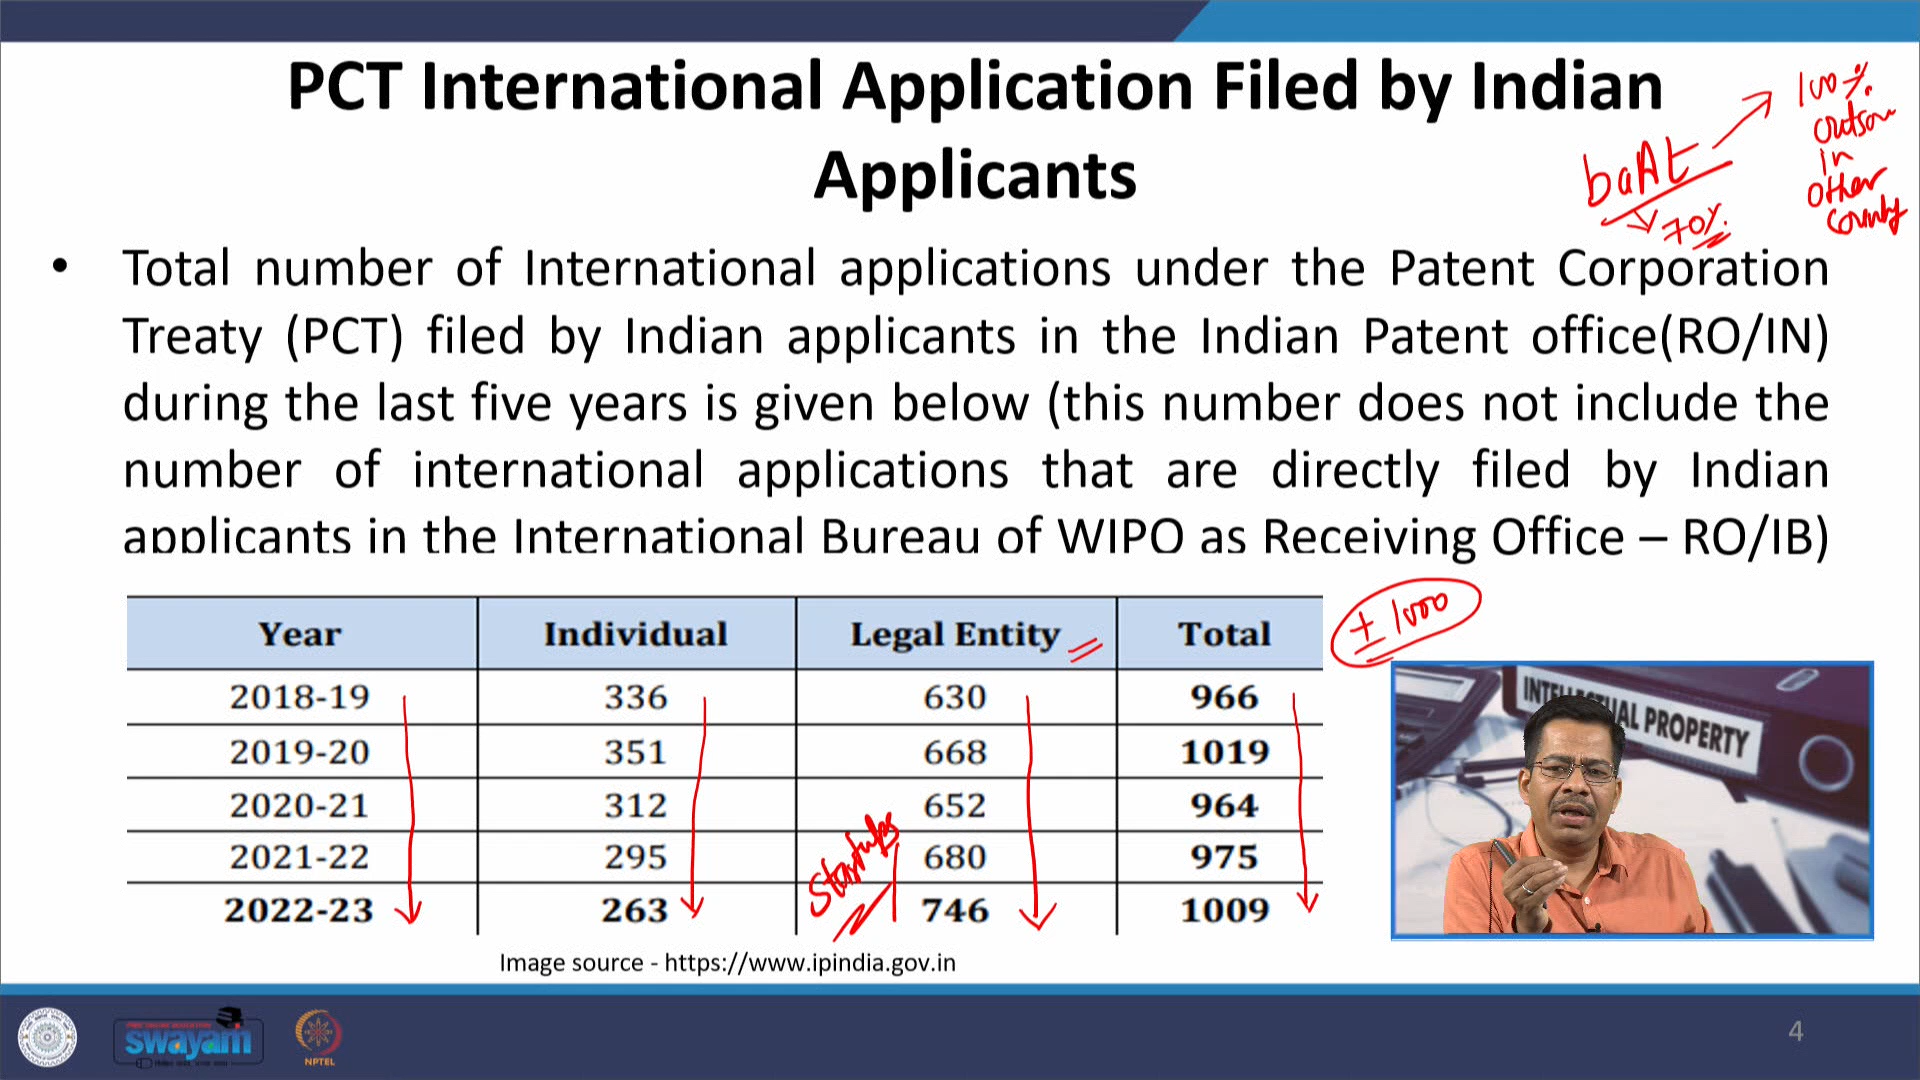 PCT International Application Filed by Indian
Applicants
baAt
100%
in
other
70%
• Total number of International applications under the Patent Corporation
Treaty (PCT) filed by Indian applicants in the Indian Patent office(RO/IN)
during the last five years is given below (this number does not include the
number of international applications that are directly filed by Indian
applicants in the International Bureau of WIPO as Receiving Office – RO/IB)
± 1000
Year Individual Legal Entity Total
2018-19 336 630 966
2019-20 351 668 1019
2020-21 312 652 964
2021-22 295 680 975
2022-23 263 746 1009
Startups
INTELLECTUAL PROPERTY
Image source - https://www.ipindia.gov.in
swayam
NPTEL
4